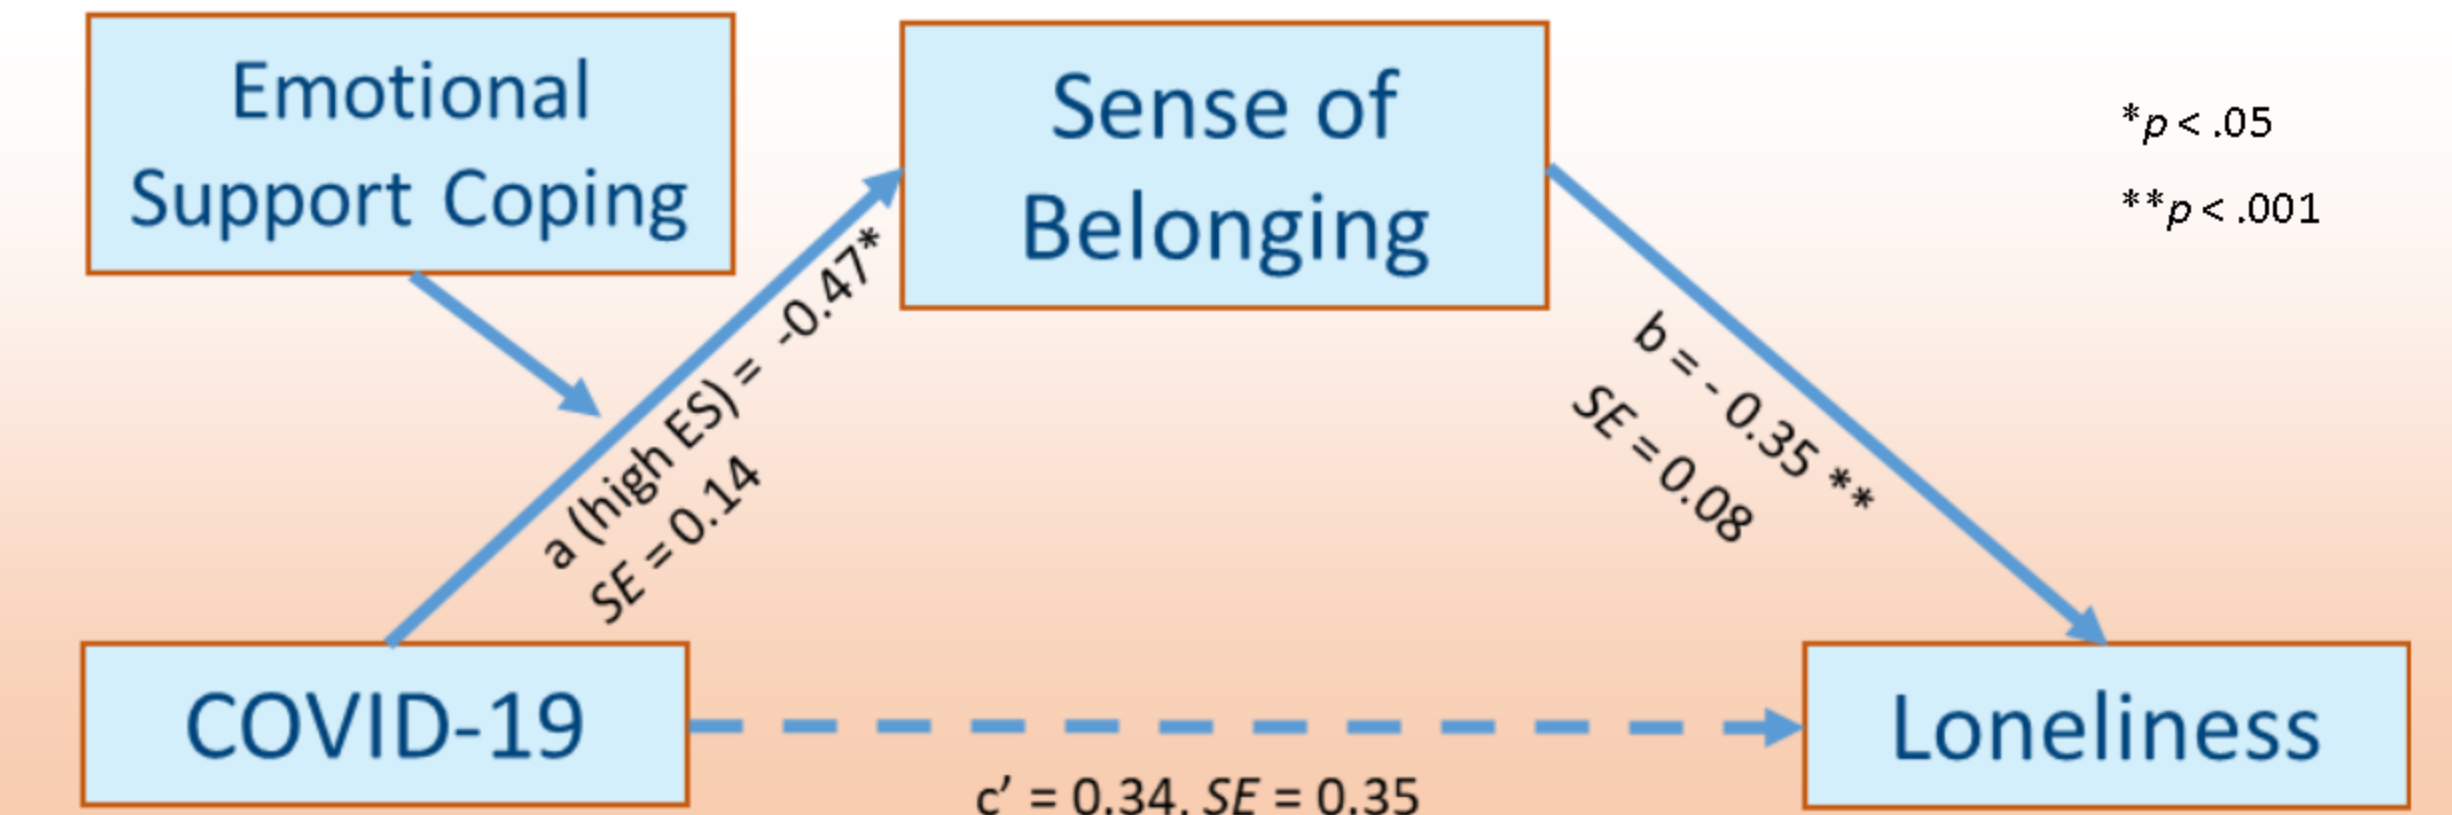 Emotional
Support Coping
Sense of
Belonging
*p < .05
**p < .001
a (high ES) = -0.47*
SE = 0.14
b = - 0.35 **
SE = 0.08
COVID-19
Loneliness
c’ = 0.34, SE = 0.35